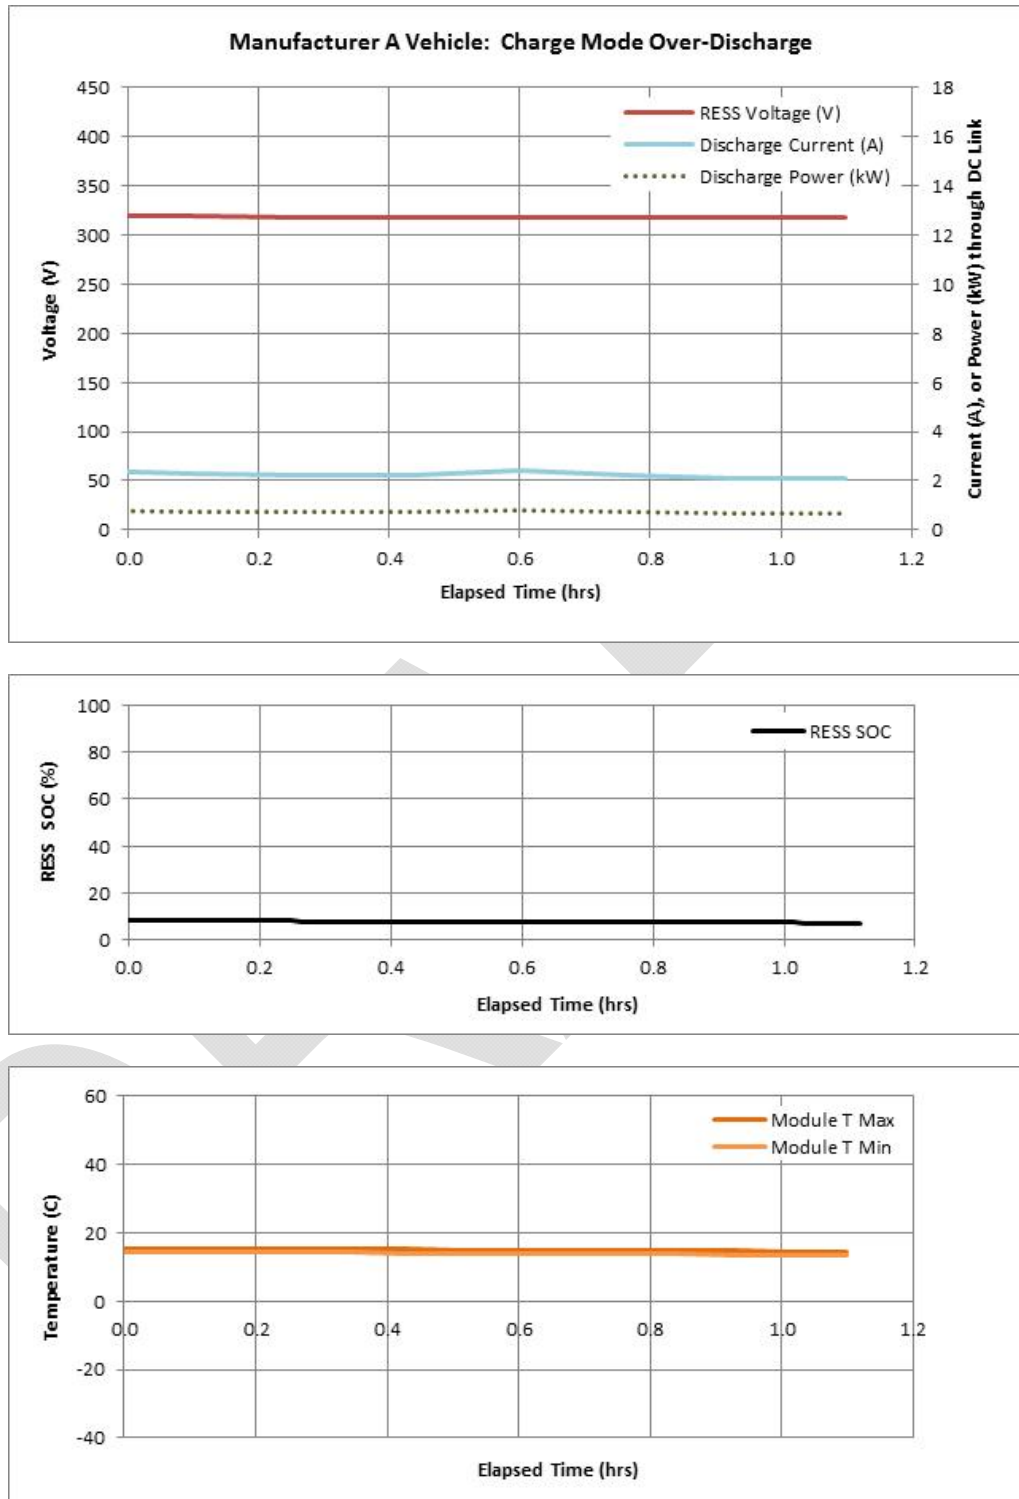 Manufacturer A Vehicle: Charge Mode Over-Discharge
450
400
350
300
250
200
150
100
50
0
Voltage (V)
18
16
14
12
10
8
6
4
2
0
Current (A), or Power (kW) through DC Link
RESS Voltage (V)
Discharge Current (A)
Discharge Power (kW)
0.0 0.2 0.4 0.6 0.8 1.0 1.2
Elapsed Time (hrs)
100
80
60
40
20
0
RESS SOC (%)
RESS SOC
0.0 0.2 0.4 0.6 0.8 1.0 1.2
Elapsed Time (hrs)
60
40
20
0
-20
-40
Temperature (C)
Module T Max
Module T Min
0.0 0.2 0.4 0.6 0.8 1.0 1.2
Elapsed Time (hrs)